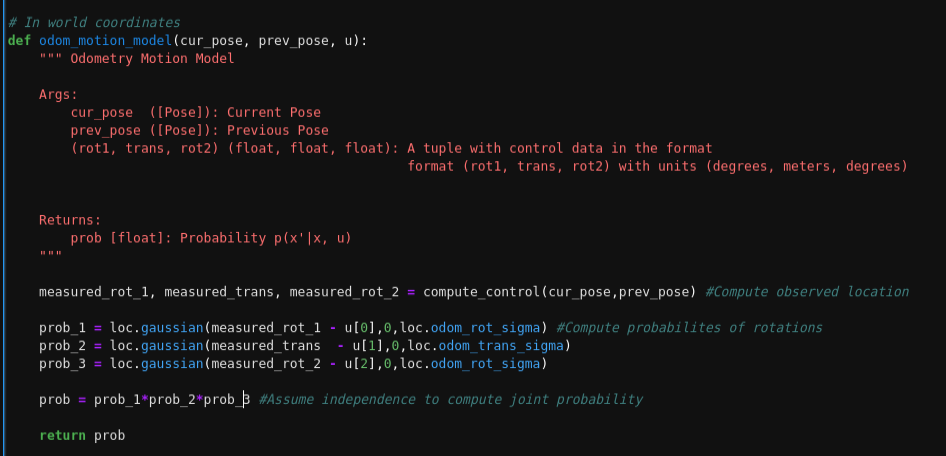 # In world coordinates
def odom_motion_model(cur_pose, prev_pose, u):
""" Odometry Motion Model
Args:
cur_pose  ([Pose]): Current Pose
prev_pose ([Pose]): Previous Pose
(rot1, trans, rot2) (float, float, float): A tuple with control data in the format
format (rot1, trans, rot2) with units (degrees, meters, degrees)
Returns:
prob [float]: Probability p(x'|x, u)
"""
measured_rot_1, measured_trans, measured_rot_2 = compute_control(cur_pose,prev_pose) #Compute observed location
prob_1 = loc.gaussian(measured_rot_1 - u[0],0,loc.odom_rot_sigma) #Compute probabilites of rotations
prob_2 = loc.gaussian(measured_trans  - u[1],0,loc.odom_trans_sigma)
prob_3 = loc.gaussian(measured_rot_2 - u[2],0,loc.odom_rot_sigma)
prob = prob_1*prob_2*prob_3 #Assume independence to compute joint probability
return prob